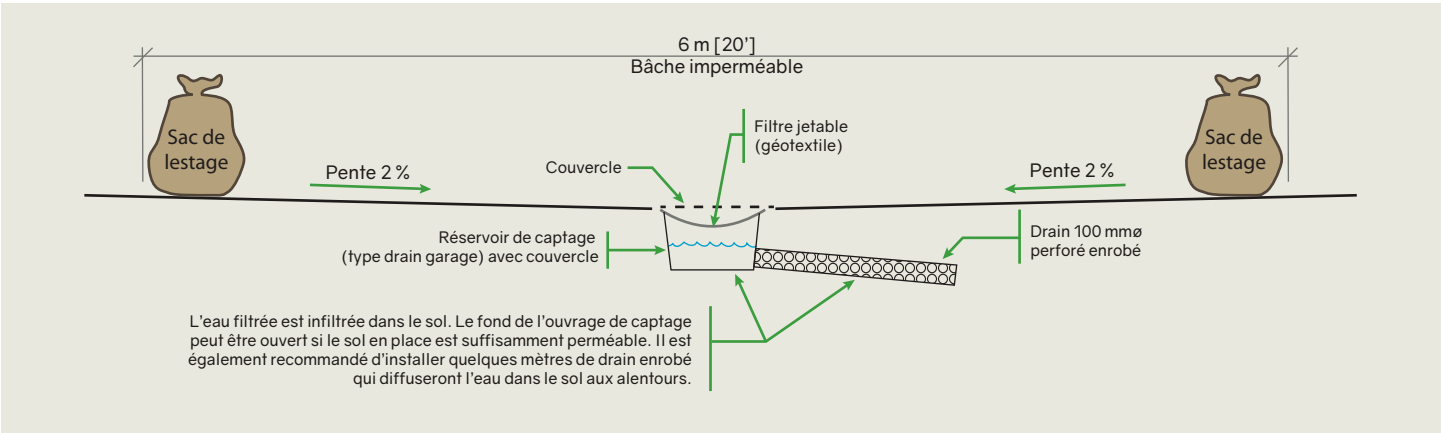 6 m [20’]
Bâche imperméable
Sac de
lestage
Sac de
lestage
Filtre jetable
(géotextile)
Couvercle
Pente 2 %
Pente 2 %
Réservoir de captage
(type drain garage) avec couvercle
Drain 100 mmø
perforé enrobé
L’eau filtrée est infiltrée dans le sol. Le fond de l’ouvrage de captage
peut être ouvert si le sol en place est suffisamment perméable. Il est
également recommandé d’installer quelques mètres de drain enrobé
qui diffuseront l’eau dans le sol aux alentours.